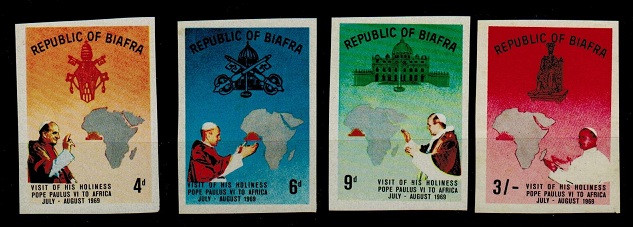 REPUBLIC OF BIAFRA
VISIT OF HIS HOLINESS
POPE PAULUS VI TO AFRICA
JULY - AUGUST 1969
4d
REPUBLIC OF BIAFRA
VISIT OF HIS HOLINESS
POPE PAULUS VI TO AFRICA
JULY - AUGUST 1969
6d
REPUBLIC OF BIAFRA
VISIT OF HIS HOLINESS
POPE PAULUS VI TO AFRICA
JULY - AUGUST 1969
9d
REPUBLIC OF BIAFRA
VISIT OF HIS HOLINESS
POPE PAULUS VI TO AFRICA
JULY - AUGUST 1969
3/-